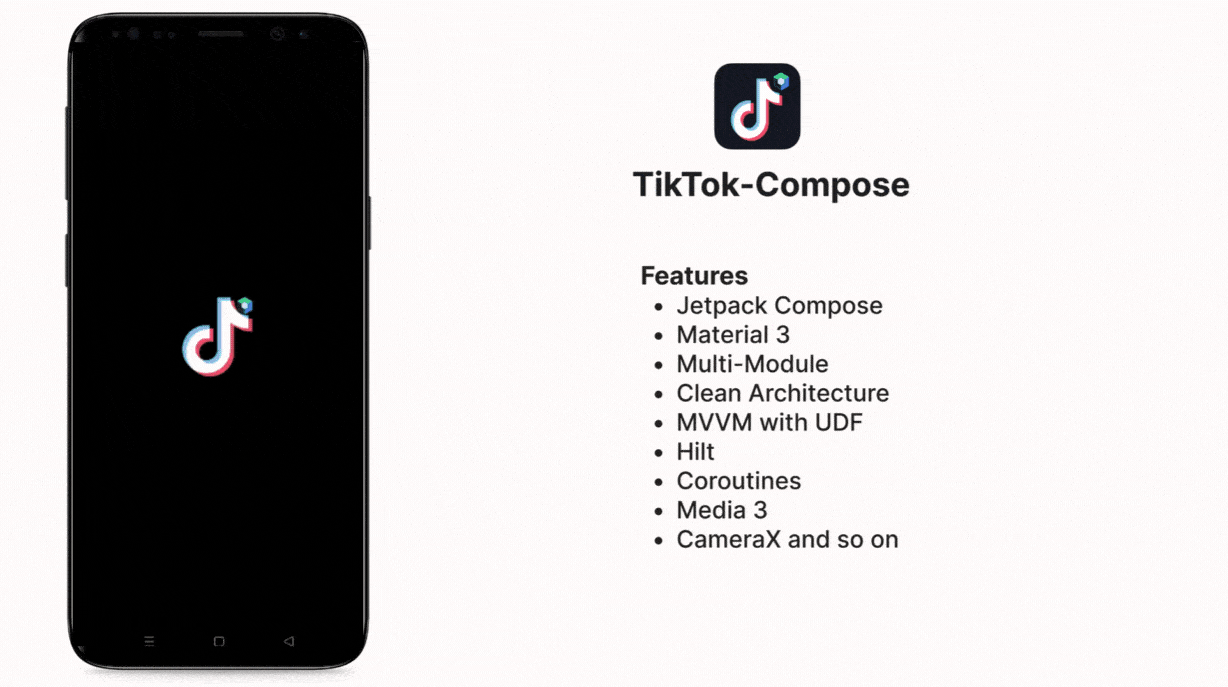 TikTok-Compose
Features
• Jetpack Compose
• Material 3
• Multi-Module
• Clean Architecture
• MVVM with UDF
• Hilt
• Coroutines
• Media 3
• CameraX and so on